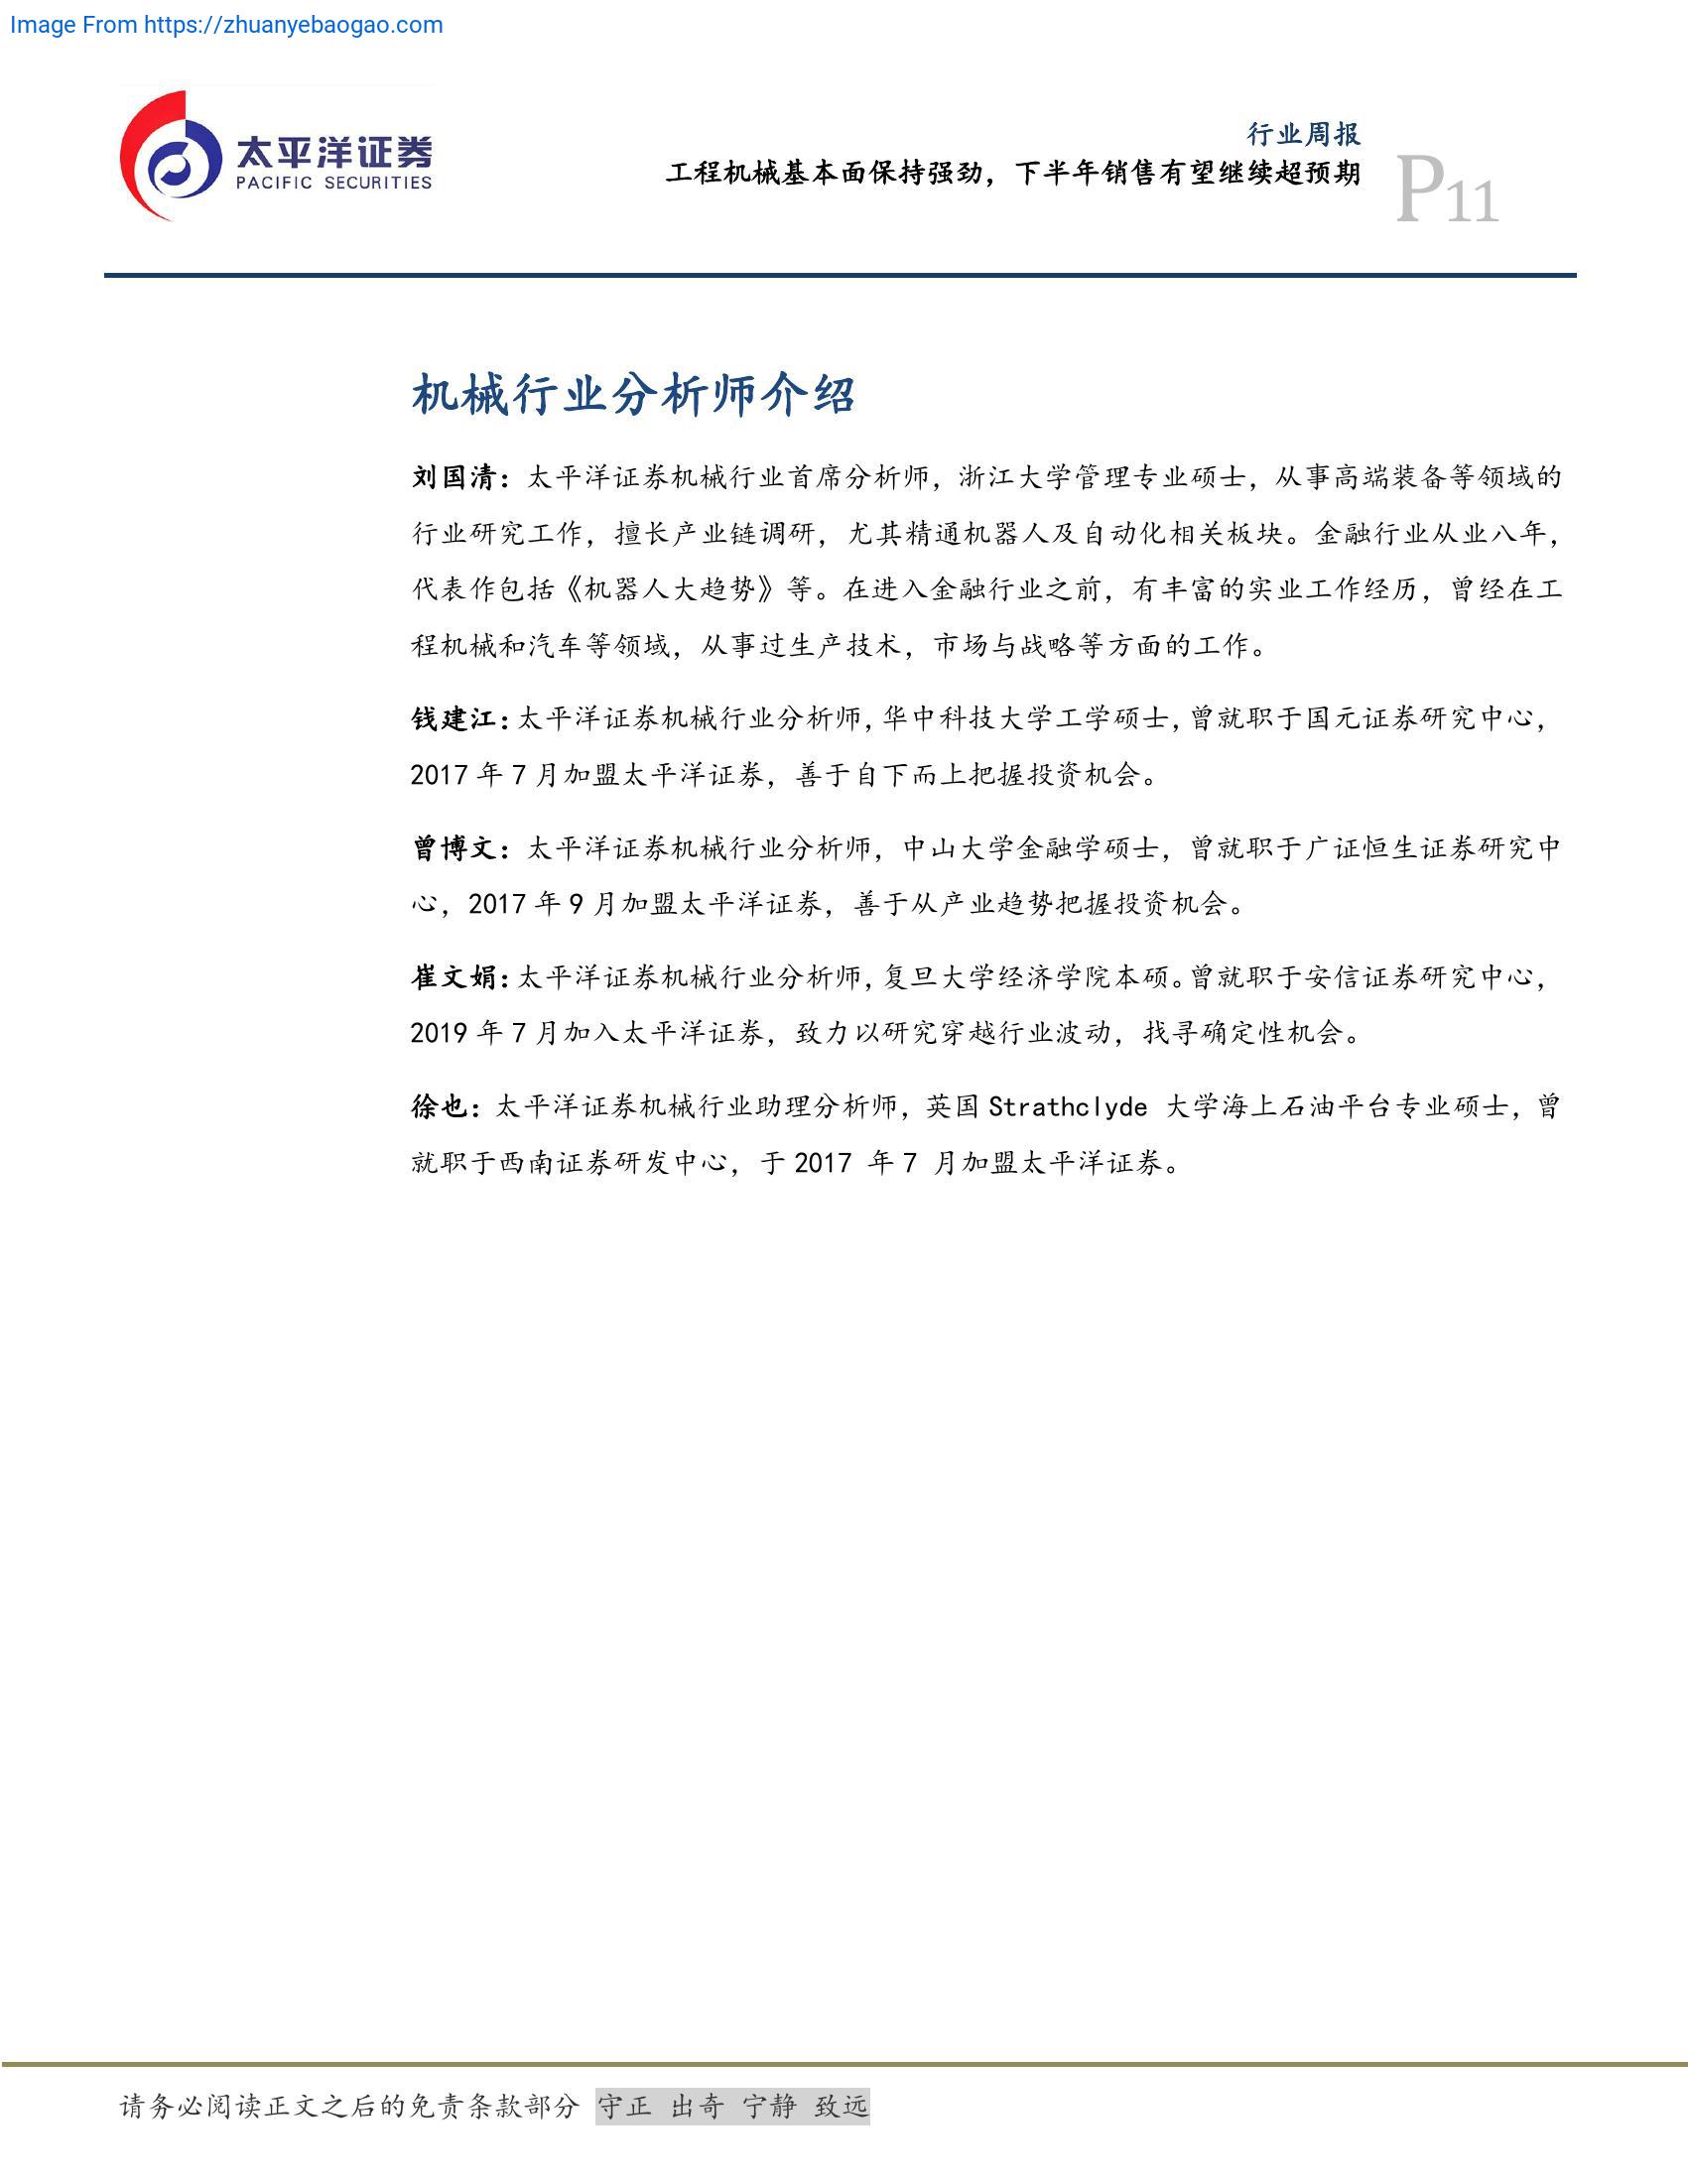 Image From https://zhuanyebaogao.com
太平洋证券
PACIFIC SECURITIES
行业周报
工程机械基本面保持强劲，下半年销售有望继续超预期
P11
机械行业分析师介绍
刘国清：太平洋证券机械行业首席分析师，浙江大学管理专业硕士，从事高端装备等领域的
行业研究工作，擅长产业链调研，尤其精通机器人及自动化相关板块。金融行业从业八年，
代表作包括《机器人大趋势》等。在进入金融行业之前，有丰富的实业工作经历，曾经在工
程机械和汽车等领域，从事过生产技术，市场与战略等方面的工作。
钱建江：太平洋证券机械行业分析师，华中科技大学工学硕士，曾就职于国元证券研究中心，
2017 年 7 月加盟太平洋证券，善于自下而上把握投资机会。
曾博文：太平洋证券机械行业分析师，中山大学金融学硕士，曾就职于广证恒生证券研究中
心，2017 年 9 月加盟太平洋证券，善于从产业趋势把握投资机会。
崔文娟：太平洋证券机械行业分析师，复旦大学经济学院本硕。曾就职于安信证券研究中心，
2019 年 7 月加入太平洋证券，致力以研究穿越行业波动，找寻确定性机会。
徐也：太平洋证券机械行业助理分析师，英国 Strathclyde 大学海上石油平台专业硕士，曾
就职于西南证券研发中心，于 2017 年 7 月加盟太平洋证券。
请务必阅读正文之后的免责条款部分 守正 出奇 宁静 致远